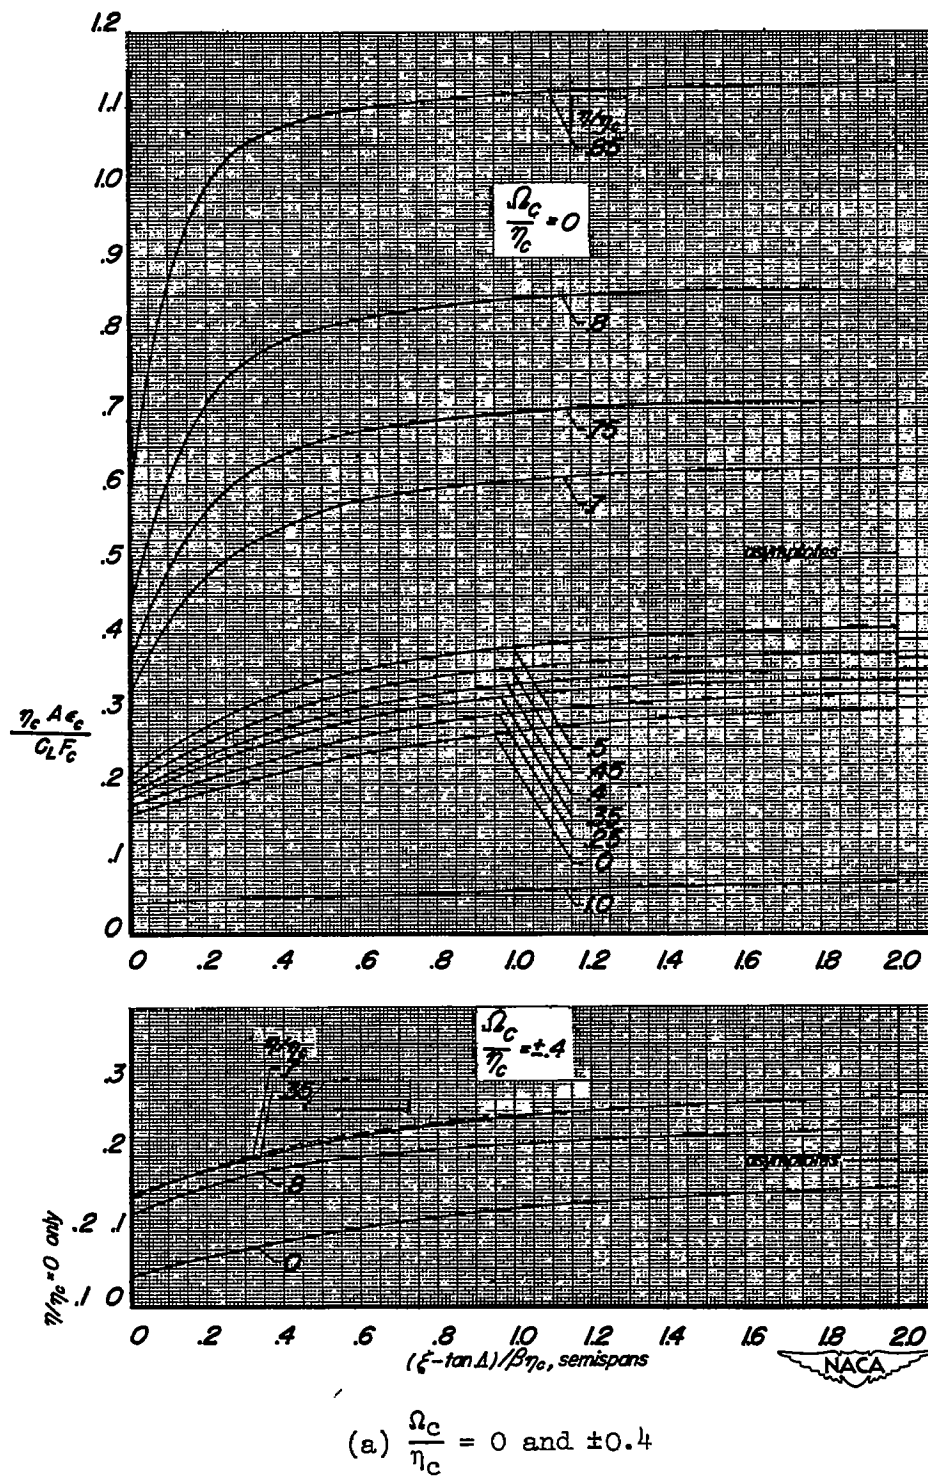 1.2
1.1
1.0
.9
.8
.7
.6
.5
.4
.3
.2
.1
0
η/ηc
.85
Ωc/ηc = 0
.8
.75
.7
asymptotes
ηc A εc / CL Fc
.5
.45
.4
.35
.25
0
1.0
0 .2 .4 .6 .8 1.0 1.2 1.4 1.6 1.8 2.0
Ωc/ηc = ±.4
η/ηc
.35
.8
0
asymptotes
.3
.2
.1
0
η/ηc = 0 only
.2
.1
0 .2 .4 .6 .8 1.0 1.2 1.4 1.6 1.8 2.0
(ξ-tan Λ)/βηc, semispans
NACA
(a) Ωc/ηc = 0 and ±0.4